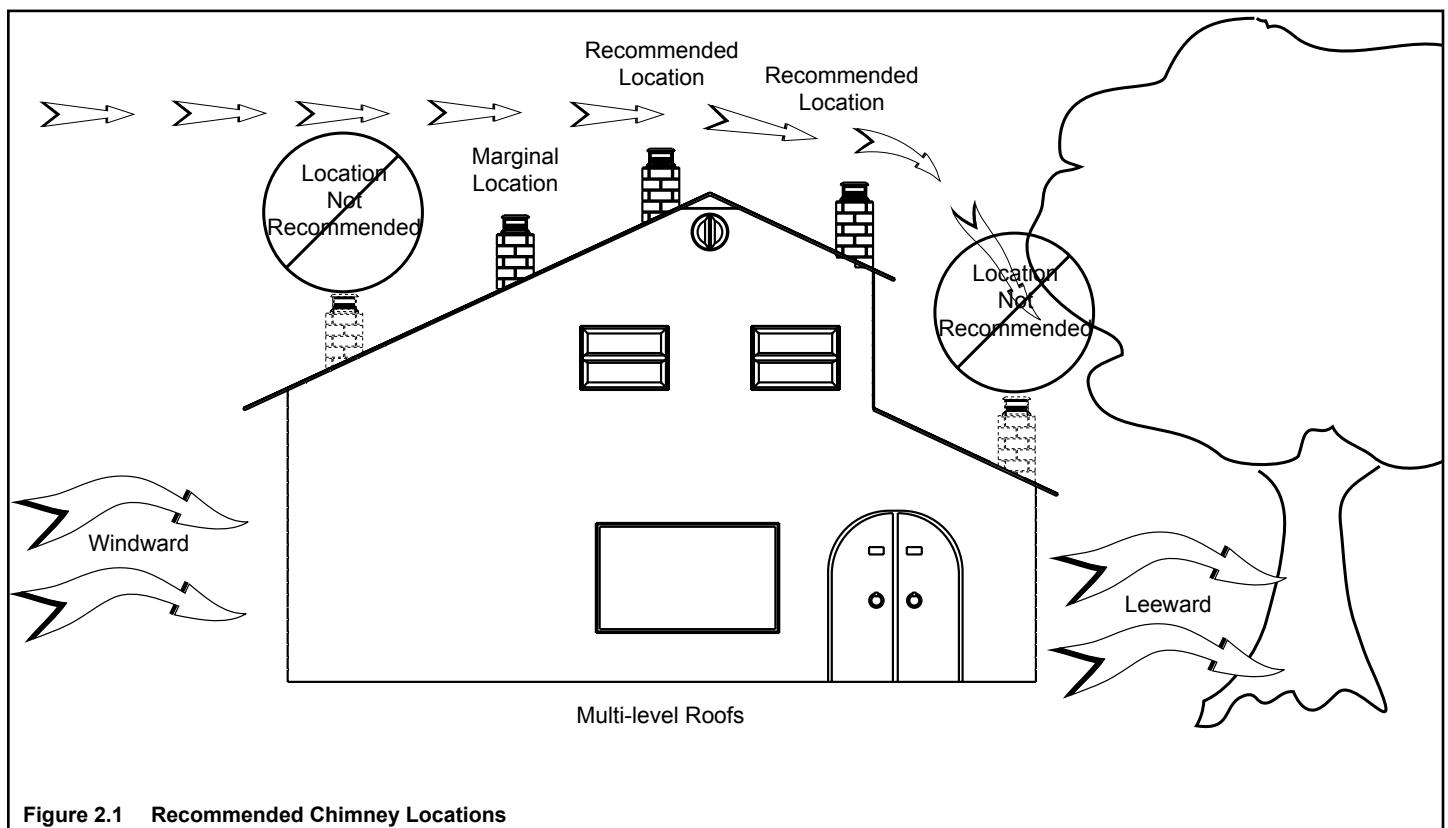 Recommended
Location
Recommended
Location
Location
Not
Recommended
Marginal
Location
Location
Not
Recommended
Windward
Leeward
Multi-level Roofs
Figure 2.1 Recommended Chimney Locations